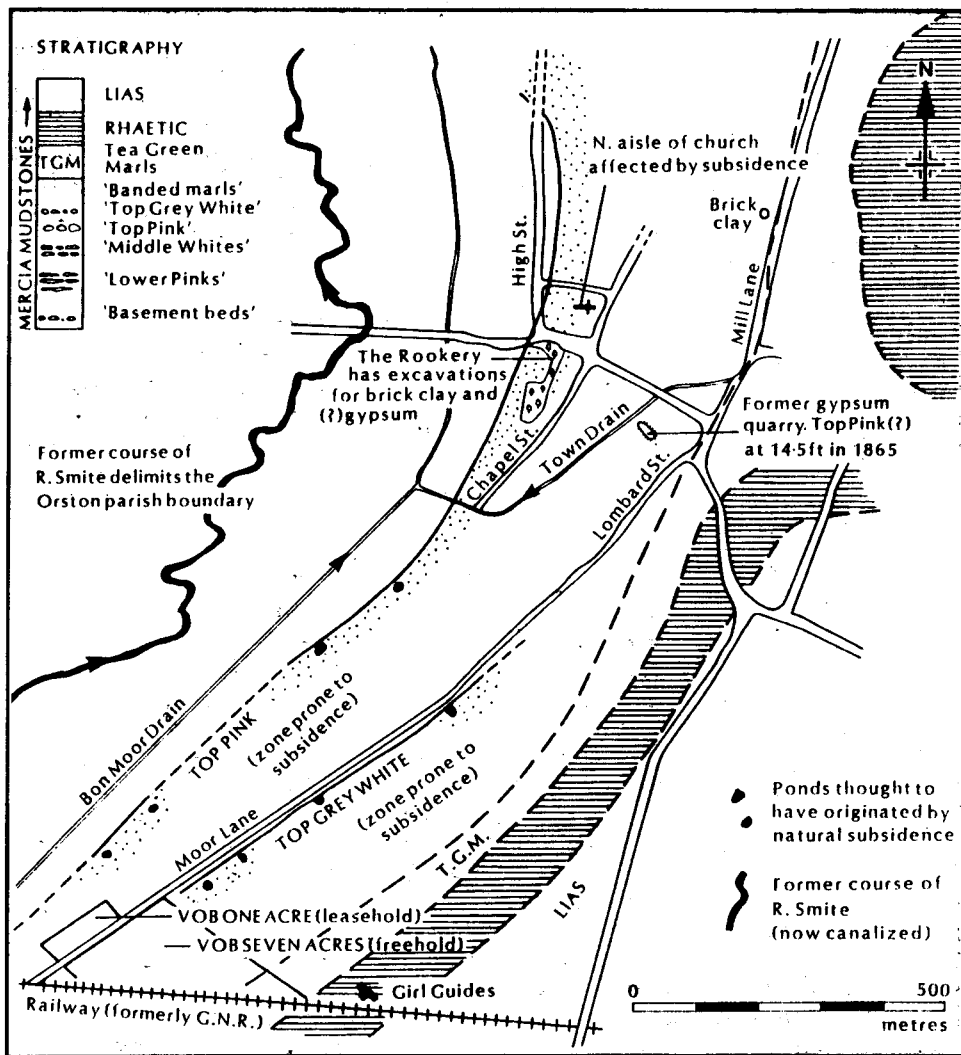 STRATIGRAPHY
MERCIA MUDSTONES
LIAS
RHAETIC
TGM
Tea Green
Marls
'Banded marls'
'Top Grey White'
'Top Pink'
'Middle Whites'
'Lower Pinks'
'Basement beds'
N
N. aisle of church
affected by subsidence
Brick
clay
High St.
Mill Lane
The Rookery
has excavations
for brick clay and
(?)gypsum
Former gypsum
quarry. Top Pink(?)
at 14·5ft in 1865
Former course of
R. Smite delimits the
Orston parish boundary
Chapel St.
Town Drain
Lombard St.
Bon Moor Drain
TOP PINK
(zone prone to
subsidence)
Moor Lane
TOP GREY WHITE
(zone prone to
subsidence)
T.G.M.
LIAS
Ponds thought to
have originated by
natural subsidence
Former course of
R. Smite
(now canalized)
VOB ONE ACRE (leasehold)
VOB SEVEN ACRES (freehold)
Girl Guides
Railway (formerly G.N.R.)
0 500
metres